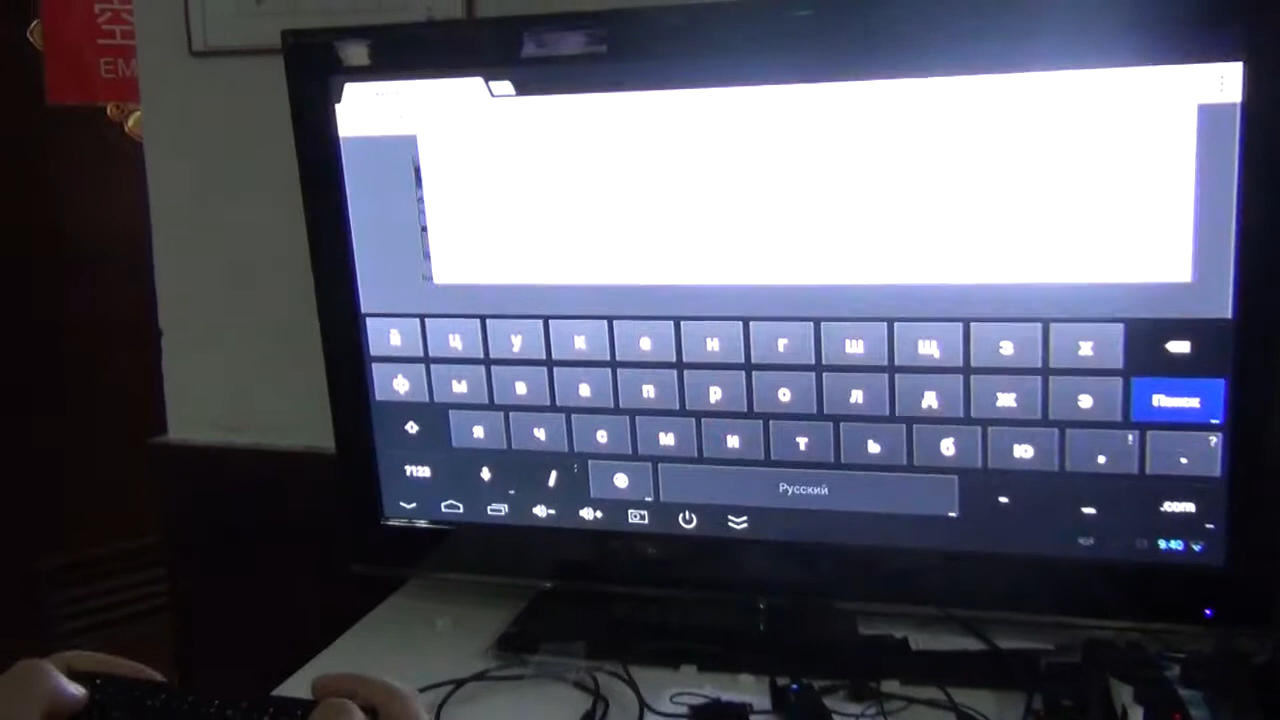 EM
й ц у к е н г ш щ з х
ф ы в а п р о л д ж э Поиск
я ч с м и т ь б ю . ! , ?
?123 / : Русский - _ .com
9:40